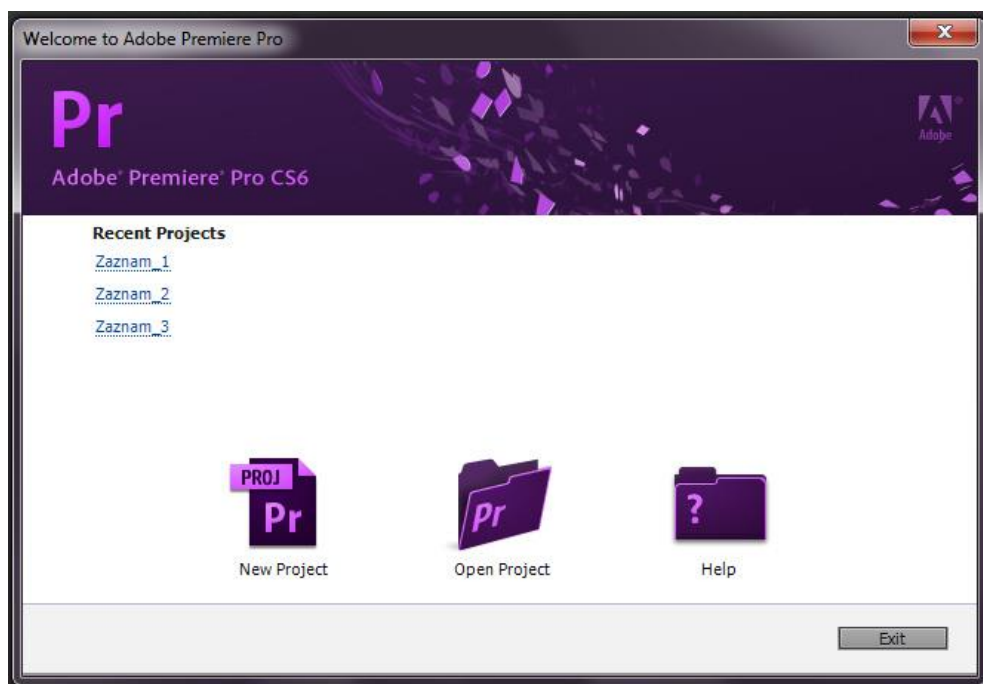 Welcome to Adobe Premiere Pro
X
Pr
Adobe
Adobe® Premiere® Pro CS6
Recent Projects
Zaznam_1
Zaznam_2
Zaznam_3
PROJ
Pr
Pr
?
New Project
Open Project
Help
Exit